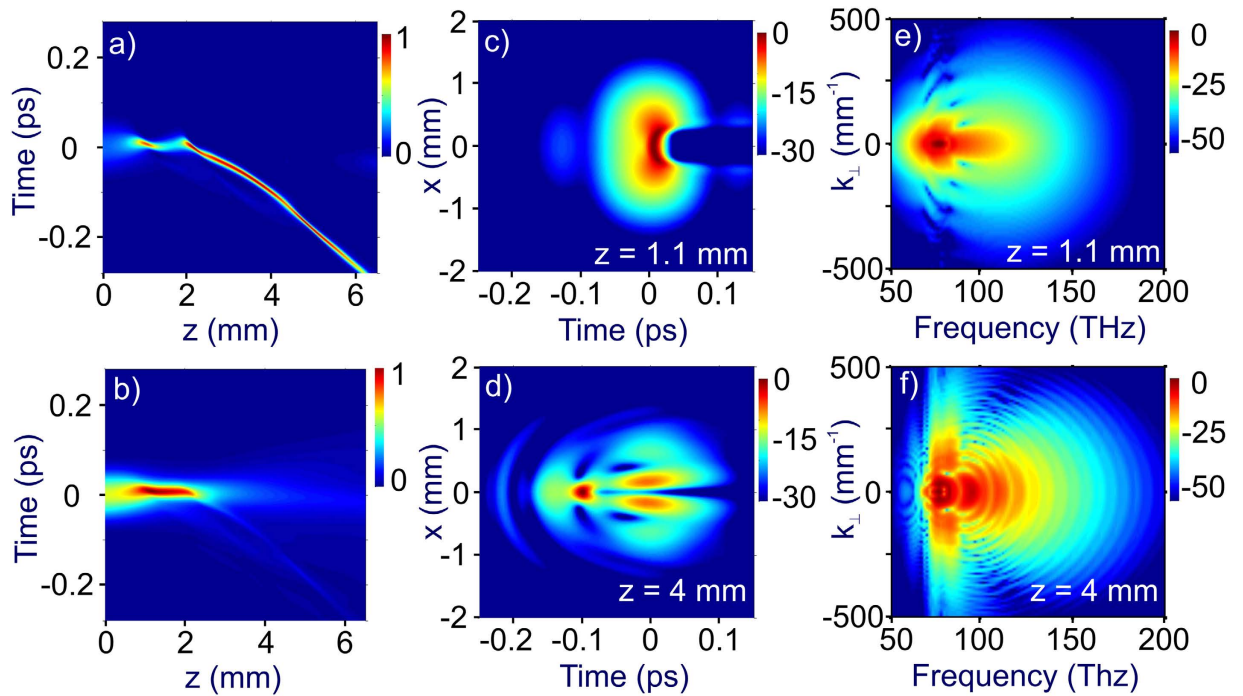 a)
0.2
0
-0.2
Time (ps)
0 2 4 6
z (mm)
1
0
c)
2
1
0
-1
-2
x (mm)
-0.2 -0.1 0 0.1
Time (ps)
z = 1.1 mm
0
-15
-30
e)
500
0
-500
k⊥ (mm⁻¹)
50 100 150 200
Frequency (THz)
z = 1.1 mm
0
-25
-50
b)
0.2
0
-0.2
Time (ps)
0 2 4 6
z (mm)
1
0
d)
2
1
0
-1
-2
x (mm)
-0.2 -0.1 0 0.1
Time (ps)
z = 4 mm
0
-15
-30
f)
500
0
-500
k⊥ (mm⁻¹)
50 100 150 200
Frequency (Thz)
z = 4 mm
0
-25
-50